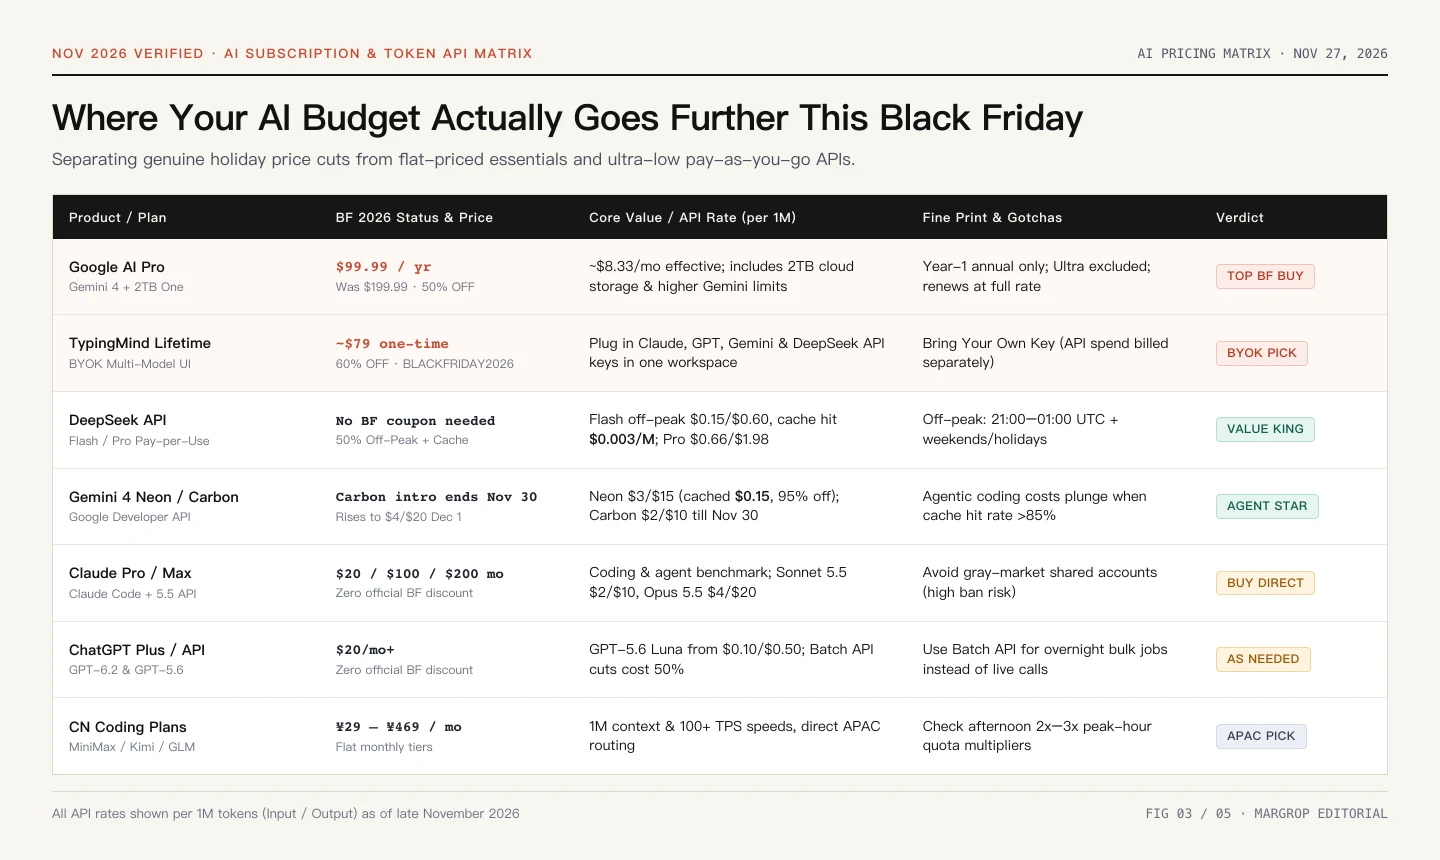 NOV 2026 VERIFIED · AI SUBSCRIPTION & TOKEN API MATRIX
AI PRICING MATRIX · NOV 27, 2026
Where Your AI Budget Actually Goes Further This Black Friday
Separating genuine holiday price cuts from flat-priced essentials and ultra-low pay-as-you-go APIs.
Product / Plan
BF 2026 Status & Price
Core Value / API Rate (per 1M)
Fine Print & Gotchas
Verdict
Google AI Pro
Gemini 4 + 2TB One
$99.99 / yr
Was $199.99 · 50% OFF
~$8.33/mo effective; includes 2TB cloud
storage & higher Gemini limits
Year-1 annual only; Ultra excluded;
renews at full rate
TOP BF BUY
TypingMind Lifetime
BYOK Multi-Model UI
~$79 one-time
60% OFF · BLACKFRIDAY2026
Plug in Claude, GPT, Gemini & DeepSeek API
keys in one workspace
Bring Your Own Key (API spend billed
separately)
BYOK PICK
DeepSeek API
Flash / Pro Pay-per-Use
No BF coupon needed
50% Off-Peak + Cache
Flash off-peak $0.15/$0.60, cache hit
$0.003/M; Pro $0.66/$1.98
Off-peak: 21:00—01:00 UTC +
weekends/holidays
VALUE KING
Gemini 4 Neon / Carbon
Google Developer API
Carbon intro ends Nov 30
Rises to $4/$20 Dec 1
Neon $3/$15 (cached $0.15, 95% off);
Carbon $2/$10 till Nov 30
Agentic coding costs plunge when
cache hit rate >85%
AGENT STAR
Claude Pro / Max
Claude Code + 5.5 API
$20 / $100 / $200 mo
Zero official BF discount
Coding & agent benchmark; Sonnet 5.5
$2/$10, Opus 5.5 $4/$20
Avoid gray-market shared accounts
(high ban risk)
BUY DIRECT
ChatGPT Plus / API
GPT-6.2 & GPT-5.6
$20/mo+
Zero official BF discount
GPT-5.6 Luna from $0.10/$0.50; Batch API
cuts cost 50%
Use Batch API for overnight bulk jobs
instead of live calls
AS NEEDED
CN Coding Plans
MiniMax / Kimi / GLM
¥29 — ¥469 / mo
Flat monthly tiers
1M context & 100+ TPS speeds, direct APAC
routing
Check afternoon 2x—3x peak-hour
quota multipliers
APAC PICK
All API rates shown per 1M tokens (Input / Output) as of late November 2026
FIG 03 / 05 · MARGROP EDITORIAL